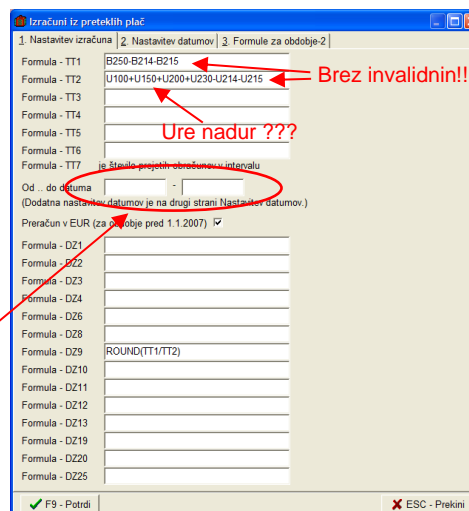 Izračuni iz preteklih plač
1. Nastavitev izračuna 2. Nastavitev datumov 3. Formule za obdobje-2
Formula - TT1 B250-B214-B215
Brez invalidnin!!
Formula - TT2 U100+U150+U200+U230-U214-U215
Formula - TT3
Formula - TT4
Formula - TT5
Ure nadur ???
Formula - TT6
Formula - TT7 je število prejetih obračunov v intervalu
Od .. do datuma -
(Dodatna nastavitev datumov je na drugi strani Nastavitev datumov.)
Preračun v EUR (za obdobje pred 1.1.2007)
Formula - DZ1
Formula - DZ2
Formula - DZ3
Formula - DZ4
Formula - DZ6
Formula - DZ8
Formula - DZ9 ROUND(TT1/TT2)
Formula - DZ10
Formula - DZ11
Formula - DZ12
Formula - DZ13
Formula - DZ19
Formula - DZ20
Formula - DZ25
F9 - Potrdi ESC - Prekini